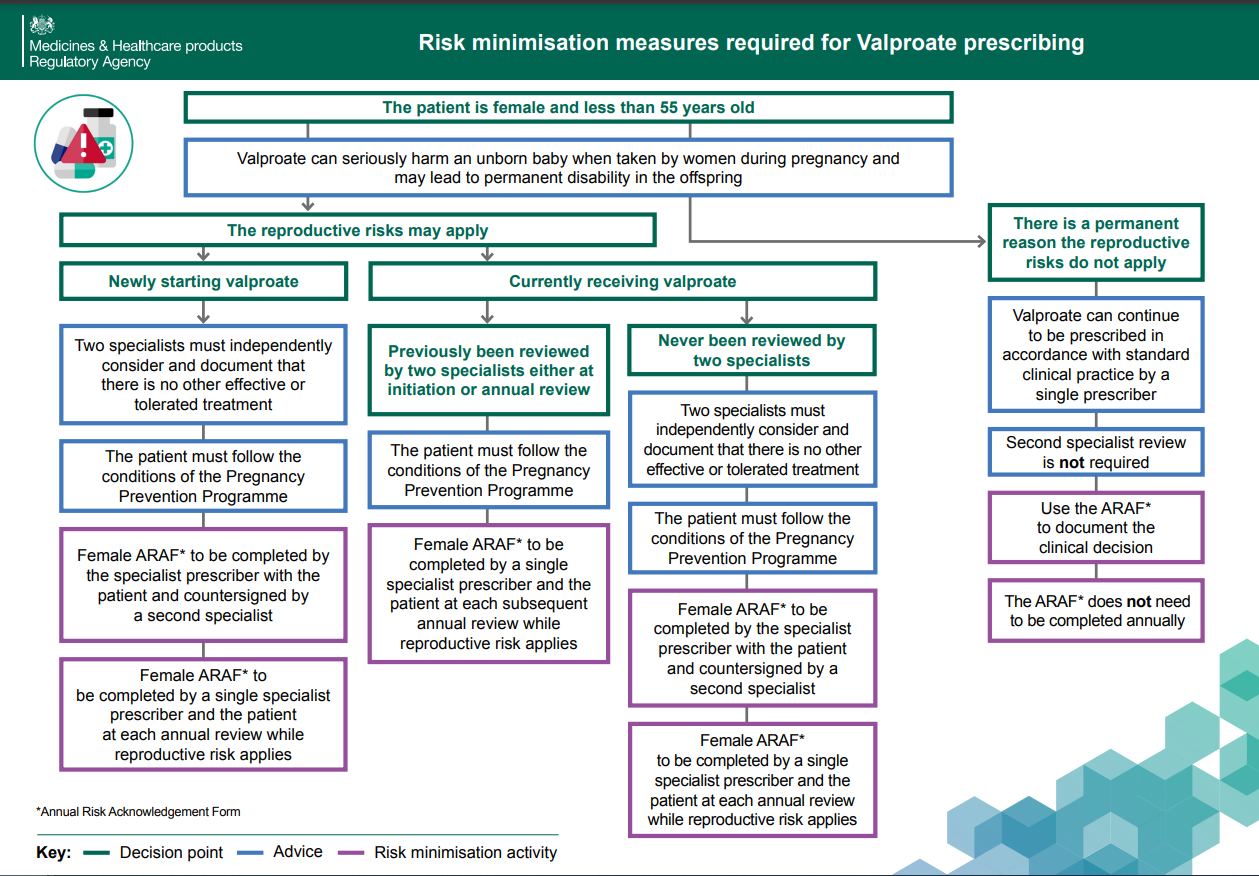 Medicines & Healthcare products
Regulatory Agency
Risk minimisation measures required for Valproate prescribing
The patient is female and less than 55 years old
Valproate can seriously harm an unborn baby when taken by women during pregnancy and
may lead to permanent disability in the offspring
The reproductive risks may apply
Newly starting valproate
Two specialists must independently
consider and document that
there is no other effective or
tolerated treatment
The patient must follow the
conditions of the Pregnancy
Prevention Programme
Female ARAF* to be completed by
the specialist prescriber with the
patient and countersigned by
a second specialist
Female ARAF* to
be completed by a single specialist
prescriber and the patient
at each annual review while
reproductive risk applies
Currently receiving valproate
Previously been reviewed
by two specialists either at
initiation or annual review
The patient must follow the
conditions of the Pregnancy
Prevention Programme
Female ARAF* to be
completed by a single
specialist prescriber and the
patient at each subsequent
annual review while
reproductive risk applies
Never been reviewed by
two specialists
Two specialists must
independently consider and
document that there is no other
effective or tolerated treatment
The patient must follow the
conditions of the Pregnancy
Prevention Programme
Female ARAF* to be
completed by the specialist
prescriber with the patient
and countersigned by a
second specialist
Female ARAF*
to be completed by a single
specialist prescriber and the
patient at each annual review
while reproductive risk applies
There is a permanent
reason the reproductive
risks do not apply
Valproate can continue
to be prescribed in
accordance with standard
clinical practice by a
single prescriber
Second specialist review
is not required
Use the ARAF*
to document the
clinical decision
The ARAF* does not need
to be completed annually
*Annual Risk Acknowledgement Form
Key: Decision point Advice Risk minimisation activity